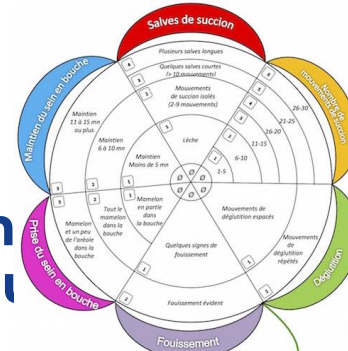 Salves de succion
Plusieurs salves longues
Quelques salves courtes
(> 10 mouvements)
Mouvements
de succion isolés
(2-9 mouvements)
Lèche
4
3
2
1
Nombre de
mouvements de succion
26-30
21-25
16-20
11-15
6-10
1-5
6
5
4
3
2
1
Maintien du sein en bouche
Maintien
11 à 15 mn
ou plus
Maintien
6 à 10 mn
Maintien
Moins de 5 mn
3
2
1
Ø
Ø
Ø
Ø
Ø
Ø
Prise du sein en bouche
3
2
1
Mamelon
et un peu
de l'aréole
dans la
bouche
Tout le
mamelon
dans la
bouche
Mamelon
en partie
dans la
bouche
Déglutition
Mouvements de
déglutition espacés
Mouvements
de
déglutition
répétés
1
2
Fouissement
Quelques signes de
fouissement
Fouissement évident
1
2